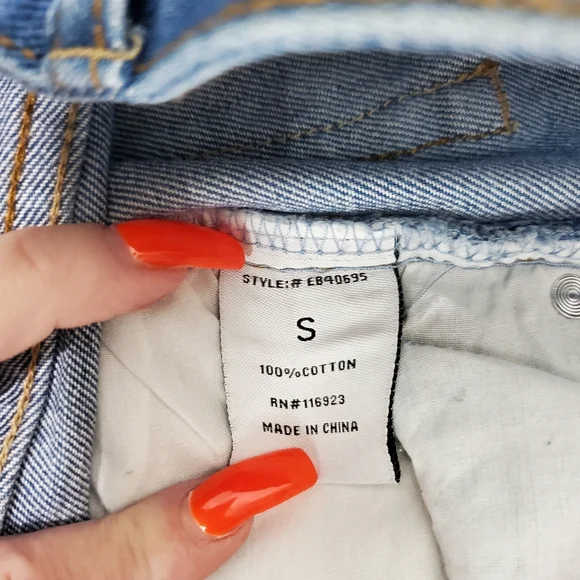 STYLE:# EB40695
S
100%COTTON
RN#116923
MADE IN CHINA